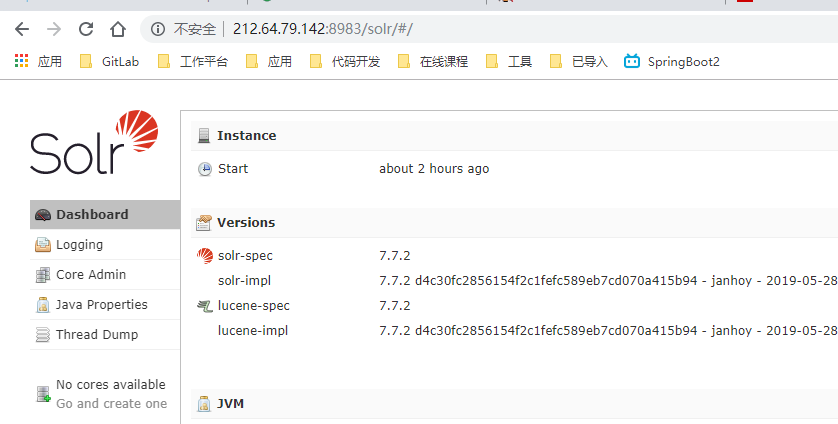 不安全 | 212.64.79.142:8983/solr/#/
应用 GitLab 工作平台 应用 代码开发 在线课程 工具 已导入 SpringBoot2
Solr
Dashboard
Logging
Core Admin
Java Properties
Thread Dump
No cores available
Go and create one
Instance
Start about 2 hours ago
Versions
solr-spec 7.7.2
solr-impl 7.7.2 d4c30fc2856154f2c1fefc589eb7cd070a415b94 - janhoy - 2019-05-28
lucene-spec 7.7.2
lucene-impl 7.7.2 d4c30fc2856154f2c1fefc589eb7cd070a415b94 - janhoy - 2019-05-28
JVM